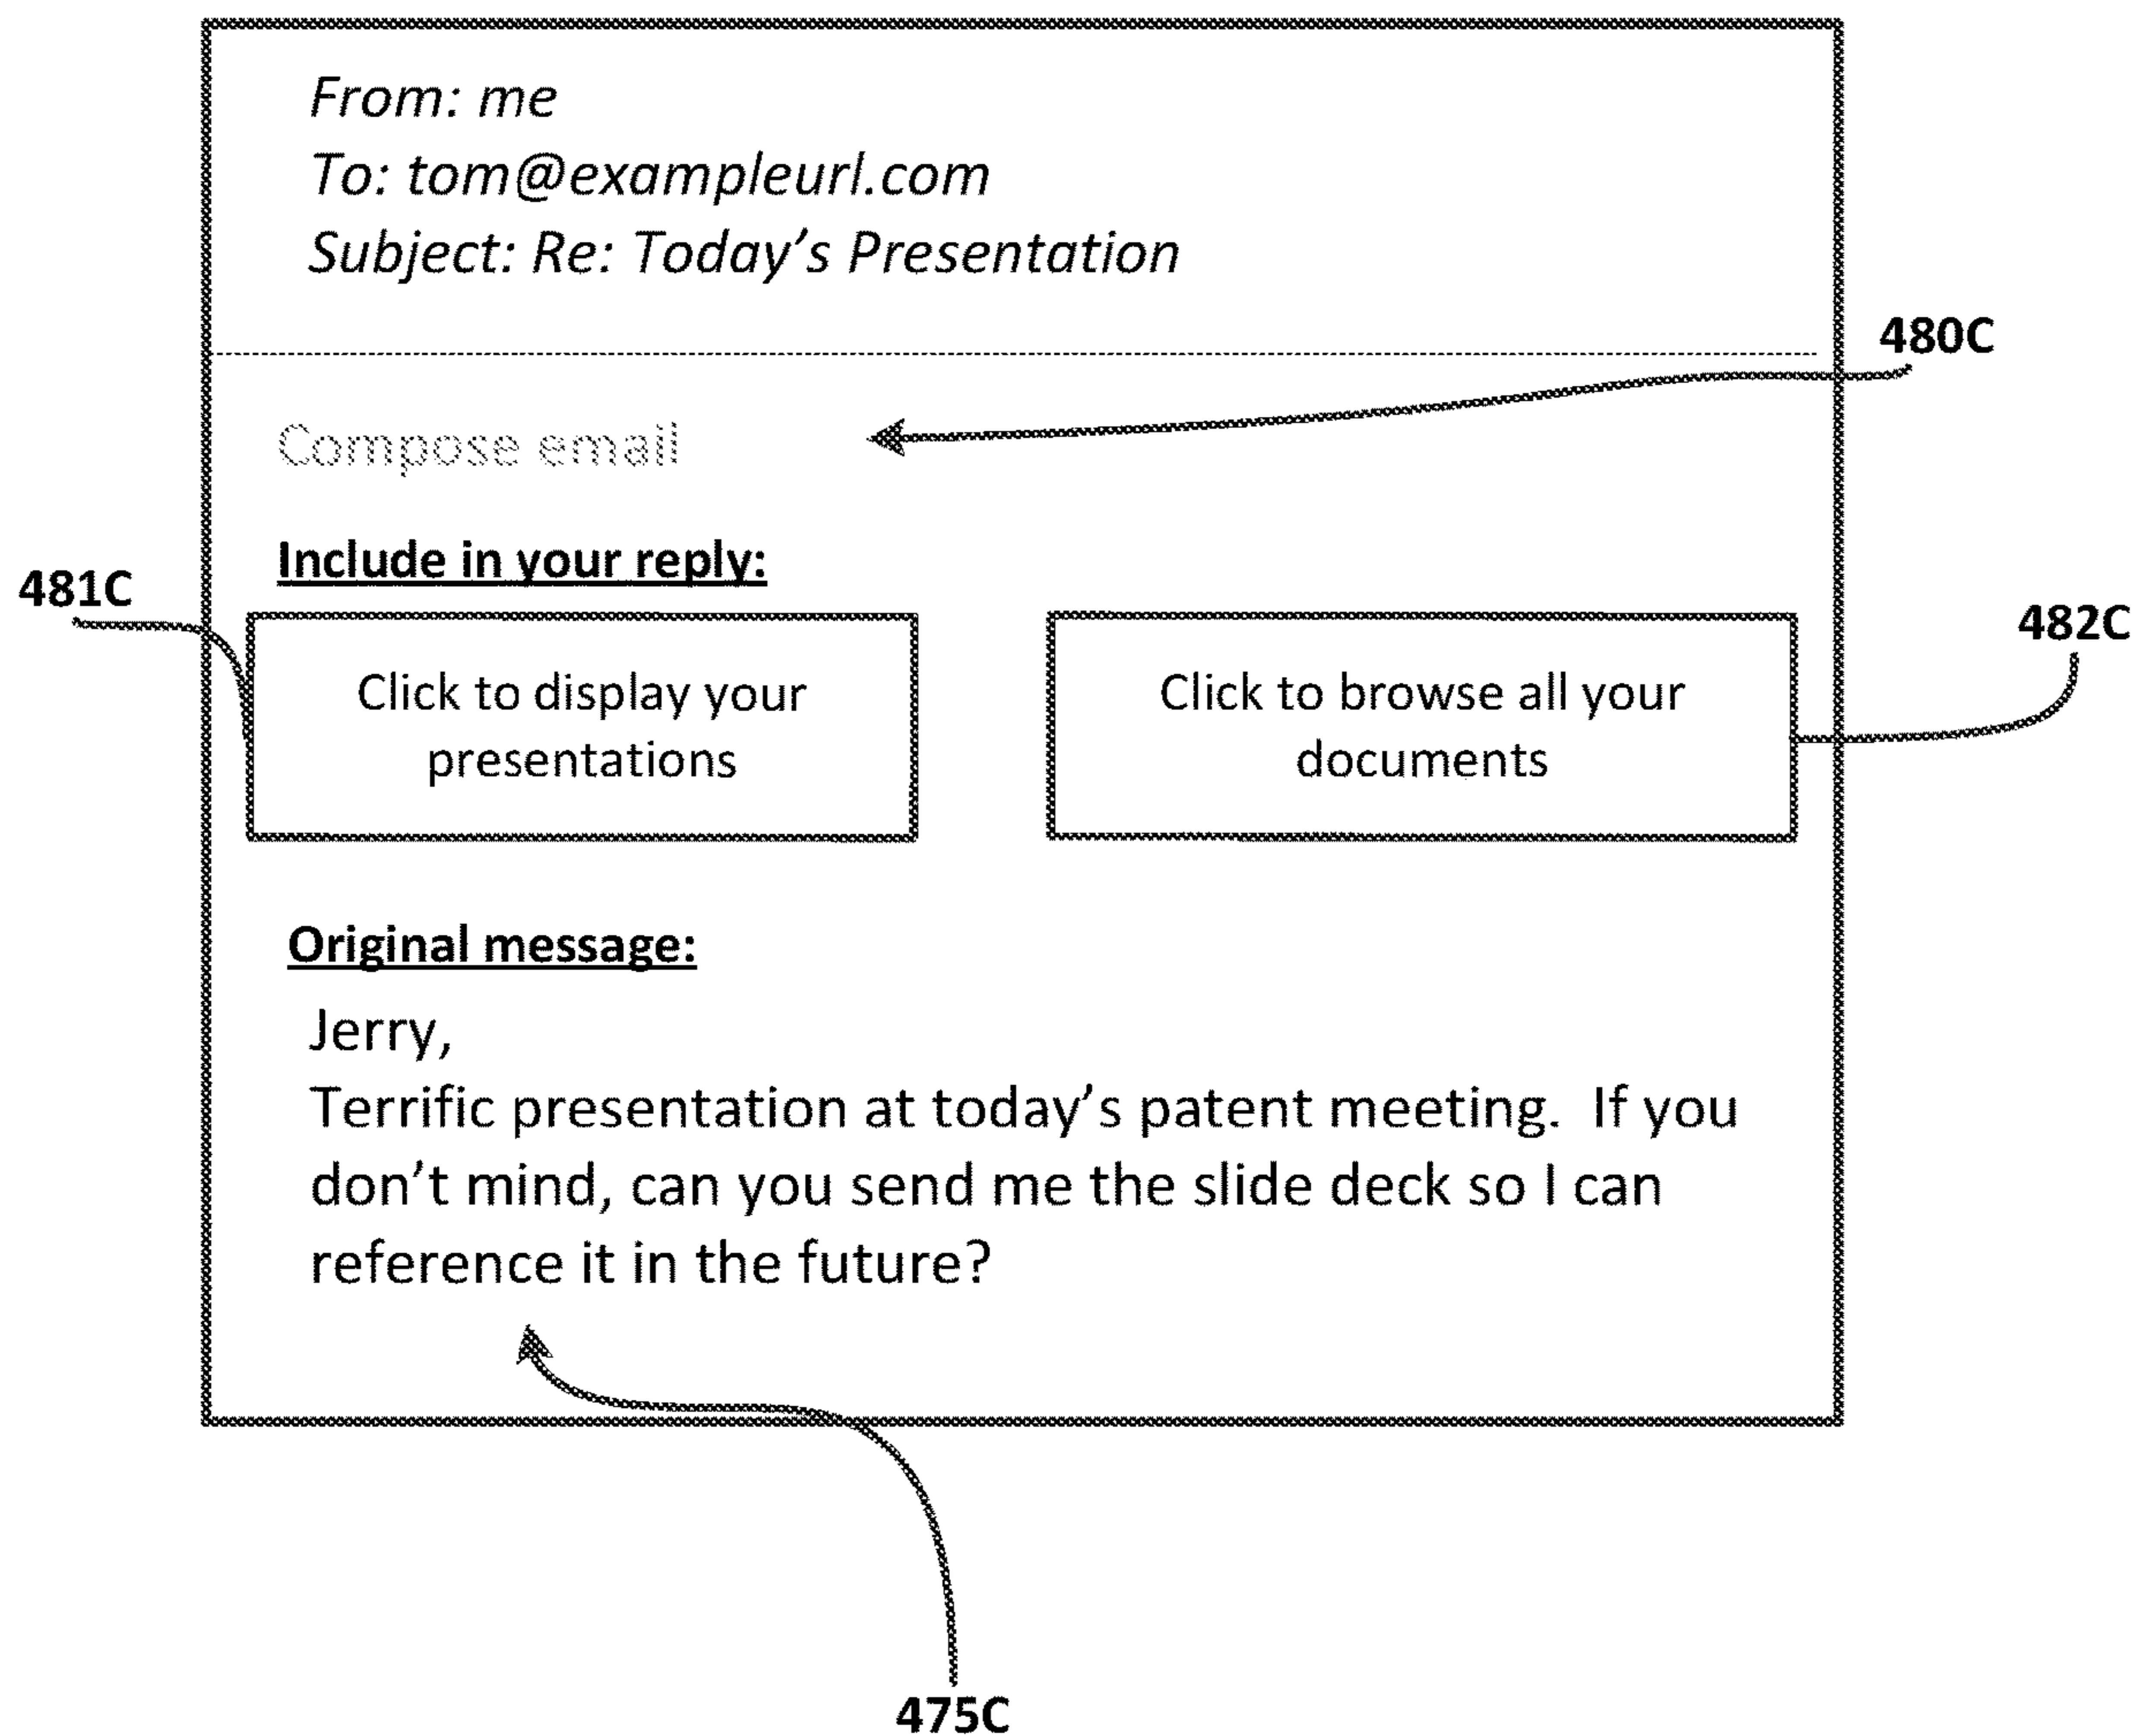 From: me
To: tom@exampleurl.com
Subject: Re: Today's Presentation
480C
Compose email
Include in your reply:
481C
482C
Click to display your
presentations
Click to browse all your
documents
Original message:
Jerry,
Terrific presentation at today's patent meeting.  If you
don't mind, can you send me the slide deck so I can
reference it in the future?
475C